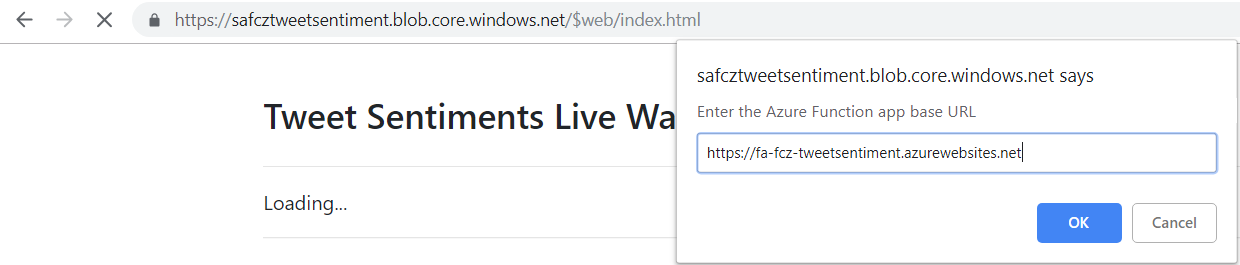 https://safcztweetsentiment.blob.core.windows.net/$web/index.html
safcztweetsentiment.blob.core.windows.net says
Enter the Azure Function app base URL
https://fa-fcz-tweetsentiment.azurewebsites.net
OK Cancel
Tweet Sentiments Live Wa
Loading...